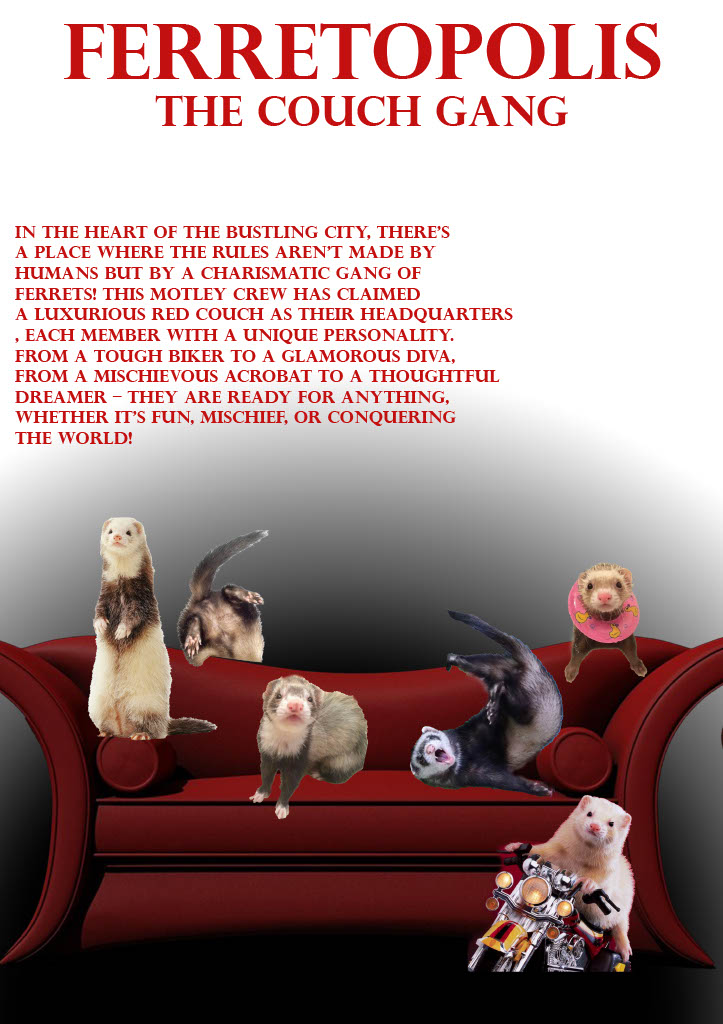 FERRETOPOLIS
THE COUCH GANG
IN THE HEART OF THE BUSTLING CITY, THERE'S
A PLACE WHERE THE RULES AREN'T MADE BY
HUMANS BUT BY A CHARISMATIC GANG OF
FERRETS! THIS MOTLEY CREW HAS CLAIMED
A LUXURIOUS RED COUCH AS THEIR HEADQUARTERS
, EACH MEMBER WITH A UNIQUE PERSONALITY.
FROM A TOUGH BIKER TO A GLAMOROUS DIVA,
FROM A MISCHIEVOUS ACROBAT TO A THOUGHTFUL
DREAMER – THEY ARE READY FOR ANYTHING,
WHETHER IT'S FUN, MISCHIEF, OR CONQUERING
THE WORLD!